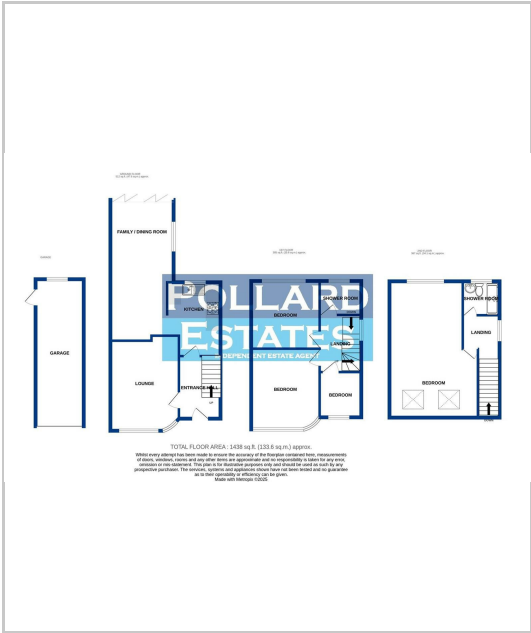 GARAGE
FAMILY / DINING ROOM
KITCHEN
LOUNGE
ENTRANCE HALL
UP
BEDROOM
SHOWER ROOM
LANDING
BEDROOM
BEDROOM
SHOWER ROOM
LANDING
BEDROOM
POLLARD
ESTATES
INDEPENDENT ESTATE AGENT
TOTAL FLOOR AREA : 1438 sq.ft. (133.6 sq.m.) approx.
Whilst every attempt has been made to ensure the accuracy of the floorplan contained here, measurements
of doors, windows, rooms and any other items are approximate and no responsibility is taken for any error,
omission or mis-statement. This plan is for illustrative purposes only and should be used as such by any
prospective purchaser. The services, systems and appliances shown have not been tested and no guarantee
as to their operability or efficiency can be given.
Made with Metropix ©2025